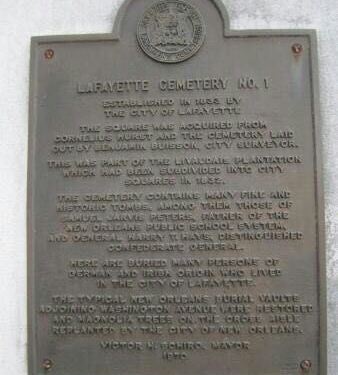 LAFAYETTE CEMETERY NO. 1
ESTABLISHED IN 1833 BY
THE CITY OF LAFAYETTE
THE SQUARE WAS ACQUIRED FROM
CORNELIUS HURST AND THE CEMETERY LAID
OUT BY BENJAMIN BUISSON, CITY SURVEYOR.
THIS WAS PART OF THE LIVAUDAIS PLANTATION
WHICH HAD BEEN SUBDIVIDED INTO CITY
SQUARES IN 1832.
THE CEMETERY CONTAINS MANY FINE AND
HISTORIC TOMBS, AMONG THEM THOSE OF
SAMUEL JARVIS PETERS, FATHER OF THE
NEW ORLEANS PUBLIC SCHOOL SYSTEM,
AND GENERAL HARRY T. HAYS, DISTINGUISHED
CONFEDERATE GENERAL.
HERE ARE BURIED MANY PERSONS OF
GERMAN AND IRISH ORIGIN WHO LIVED
IN THE CITY OF LAFAYETTE.
THE TYPICAL NEW ORLEANS BURIAL VAULTS
ADJOINING WASHINGTON AVENUE WERE RESTORED
AND MAGNOLIA TREES ON THE CROSS AISLE
REPLANTED BY THE CITY OF NEW ORLEANS.
VICTOR H. SCHIRO, MAYOR
1970